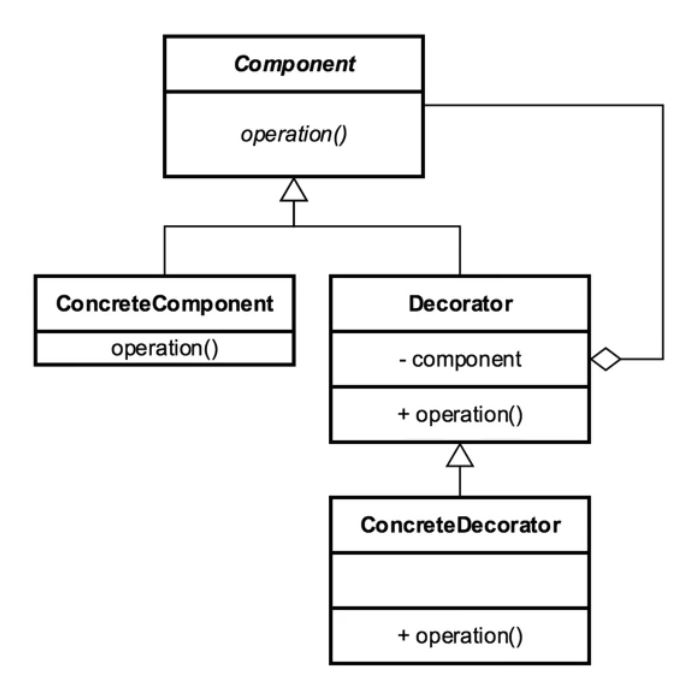 Component
operation()
ConcreteComponent
operation()
Decorator
- component
+ operation()
ConcreteDecorator
+ operation()